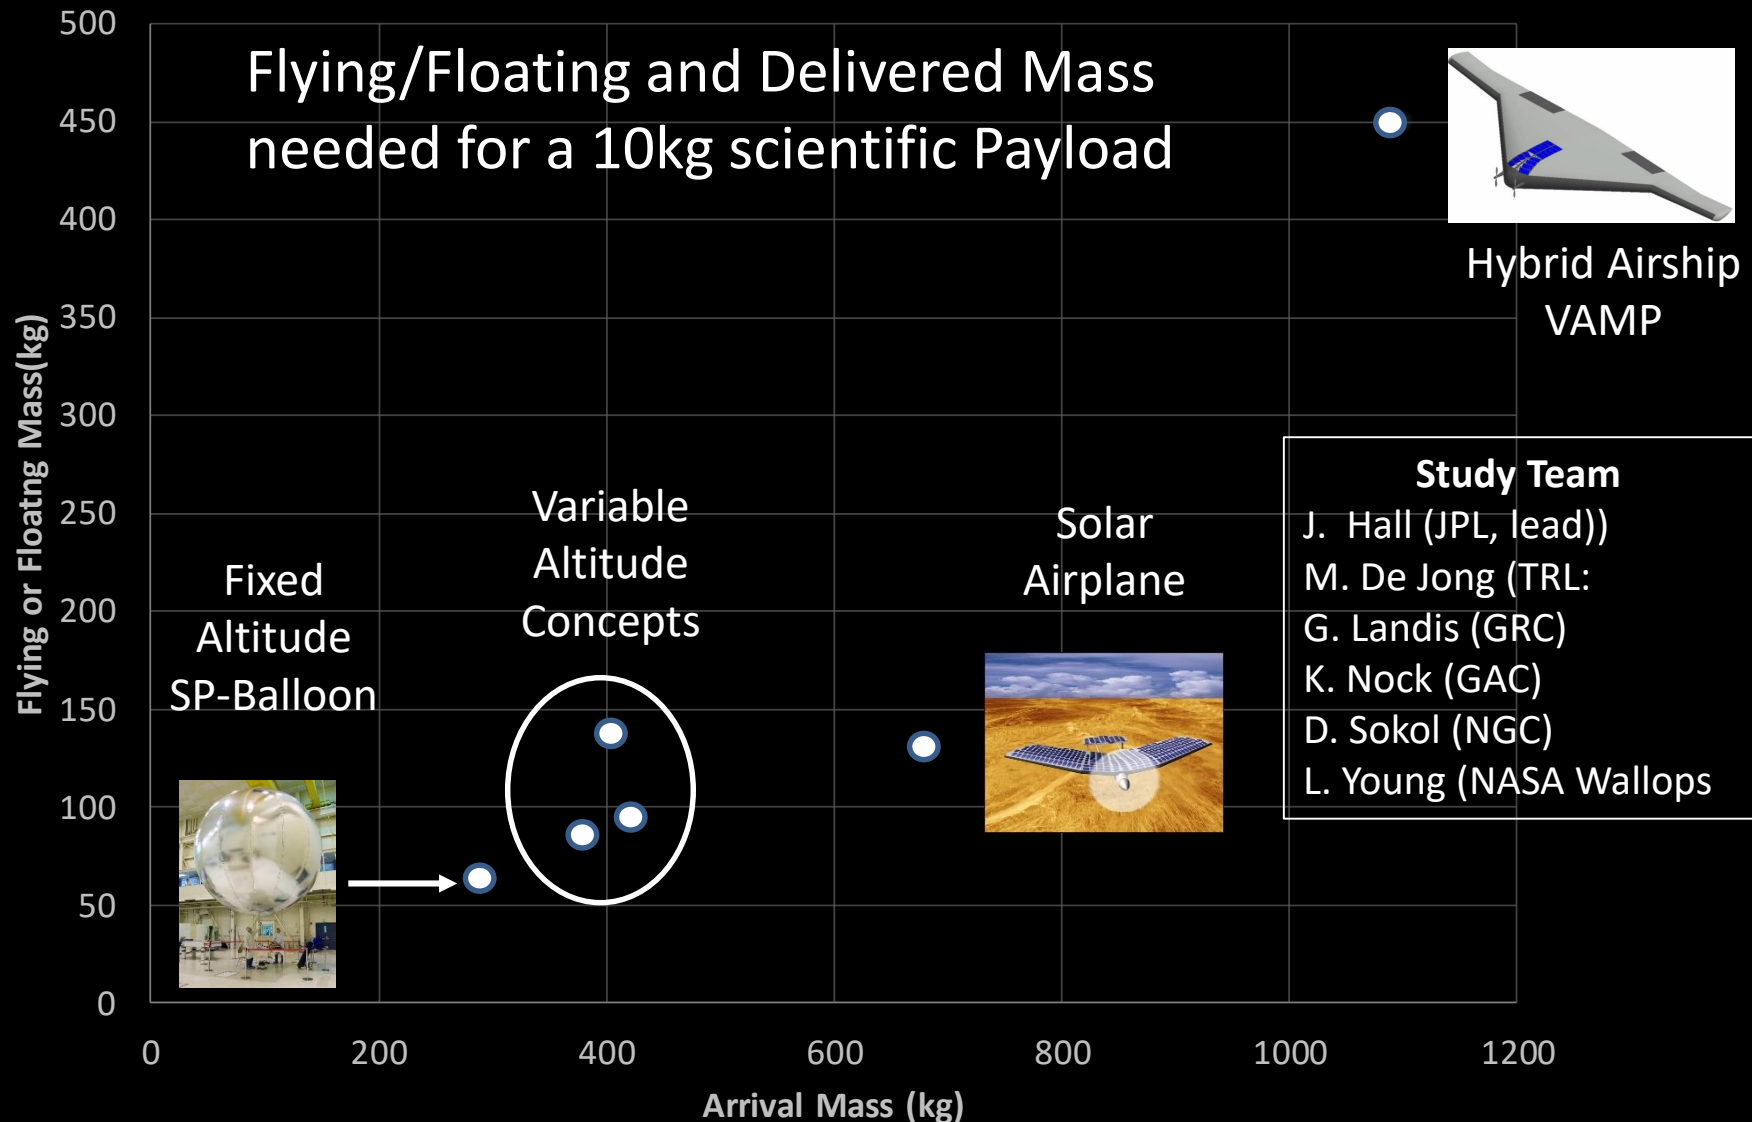 Flying/Floating and Delivered Mass
needed for a 10kg scientific Payload
500
450
400
350
300
250
200
150
100
50
0
Flying or Floatng Mass(kg)
0
200
400
600
800
1000
1200
Arrival Mass (kg)
Fixed
Altitude
SP-Balloon
Variable
Altitude
Concepts
Solar
Airplane
Hybrid Airship
VAMP
Study Team
J.  Hall (JPL, lead))
M. De Jong (TRL:
G. Landis (GRC)
K. Nock (GAC)
D. Sokol (NGC)
L. Young (NASA Wallops